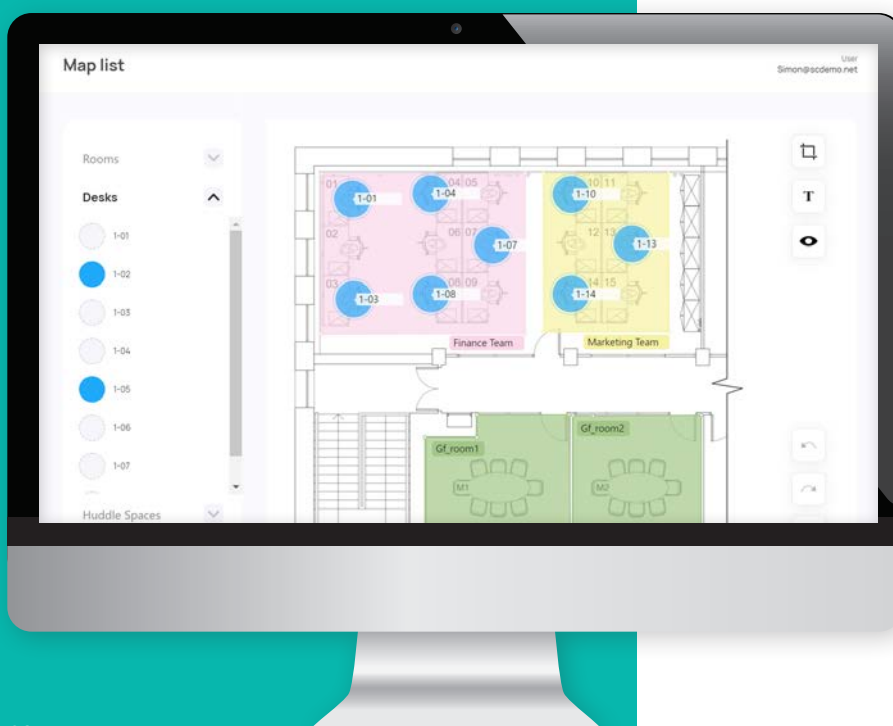 Map list
User
Simon@scdemo.net
Rooms
Desks
1-01
1-02
1-03
1-04
1-05
1-06
1-07
Huddle Spaces
T
01
04 05
10 11
1-01
1-04
1-10
02
06 07
12 13
1-07
1-13
03
08 09
14 15
1-03
1-08
1-14
Finance Team
Marketing Team
Gf_room1
Gf_room2
M1
M2